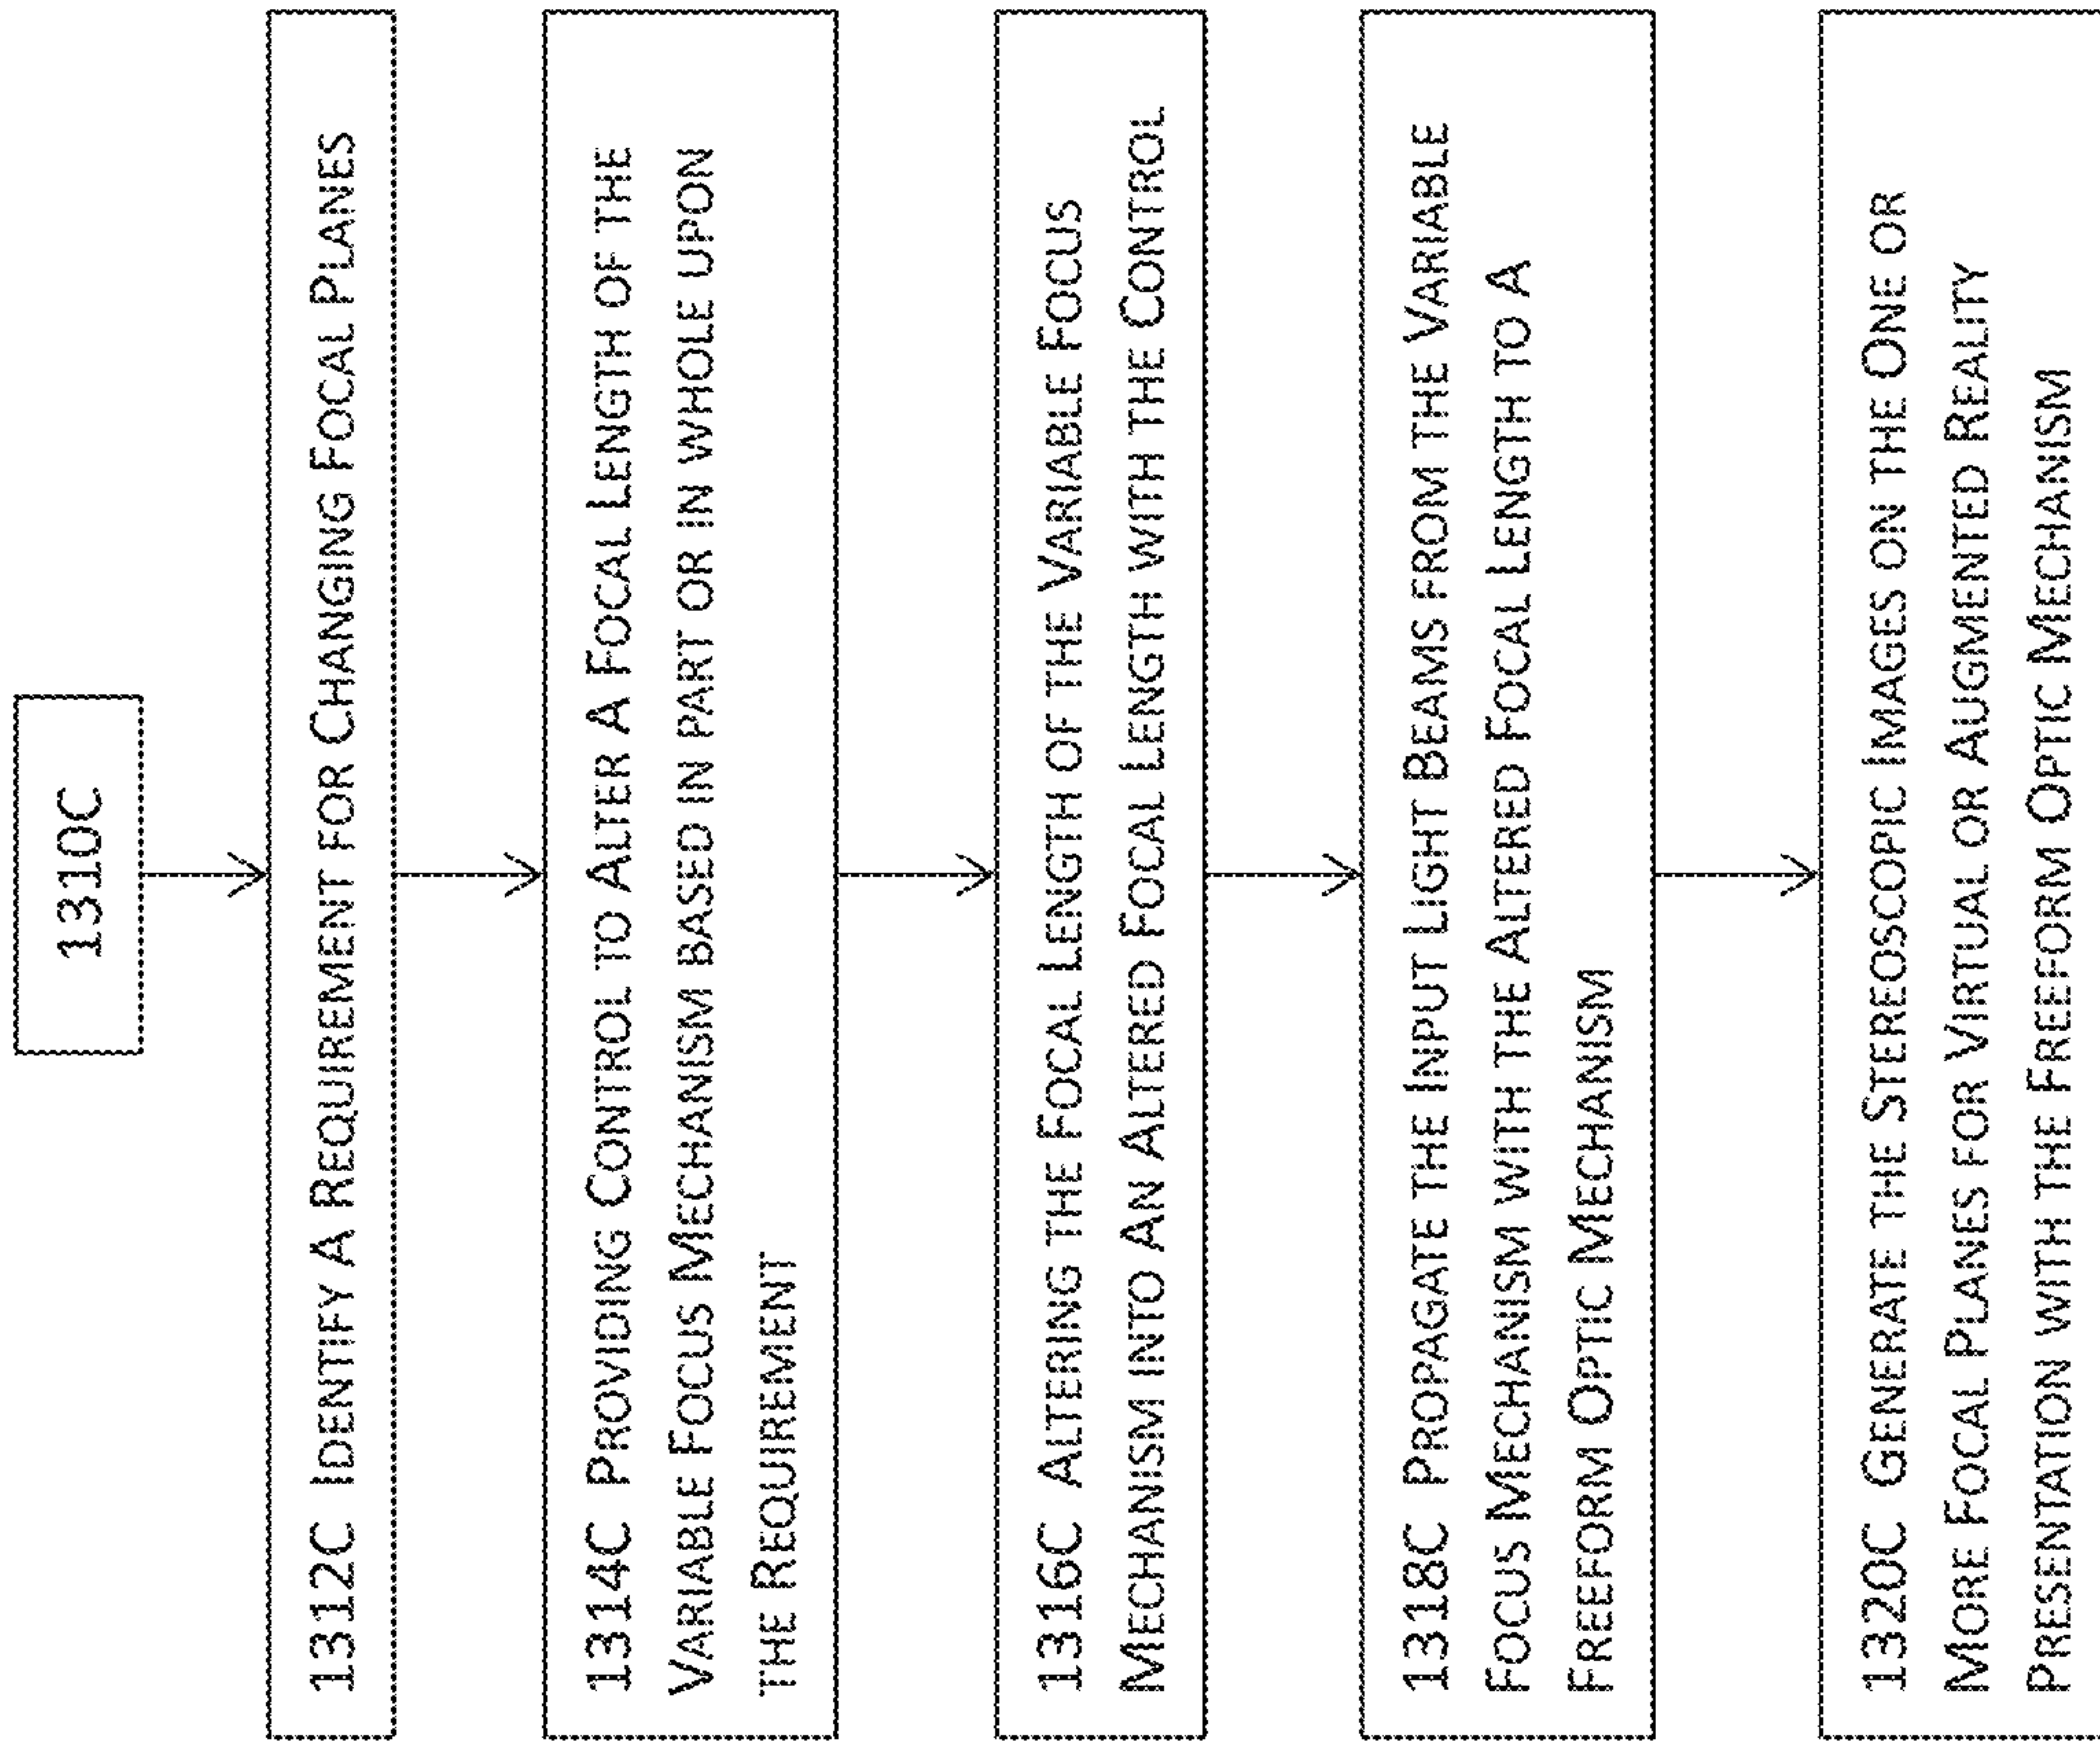 1310C
1312C Identify A Requirement for Changing Focal Planes
1314C Providing Control to Alter A Focal Length of the
Variable Focus Mechanism based in part or in whole upon
the Requirement
1316C Altering the Focal Length of the Variable Focus
Mechanism into An Altered Focal Length with the Control
1318C Propagate the Input Light Beams from the Variable
Focus Mechanism with the Altered Focal Length to A
Freeform Optic Mechanism
1320C Generate the Stereoscopic Images on the One or
More Focal Planes for Virtual or Augmented Reality
Presentation with the Freeform Optic Mechanism